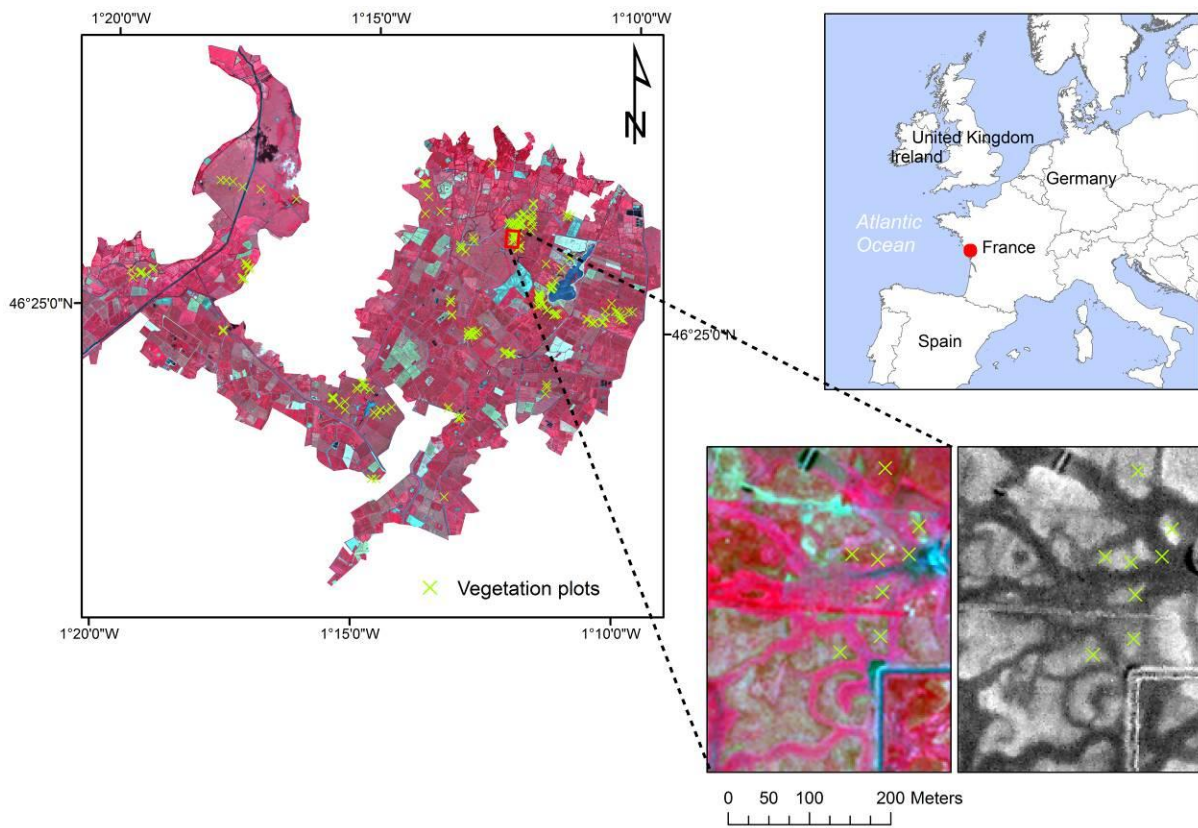 1°20'0"W
1°15'0"W
1°10'0"W
N
46°25'0"N
46°25'0"N
Vegetation plots
1°20'0"W
1°15'0"W
1°10'0"W
United Kingdom
Ireland
Germany
Atlantic
Ocean
France
Spain
0 50 100 200 Meters